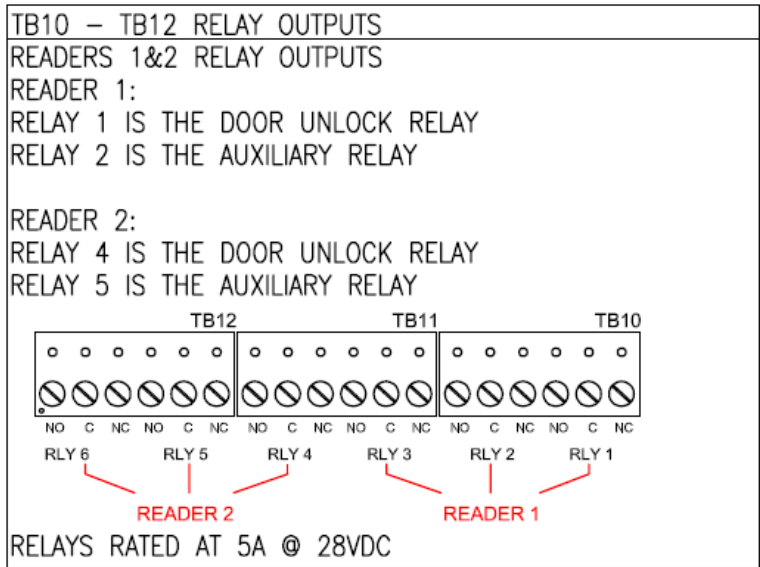 TB10 – TB12 RELAY OUTPUTS
READERS 1&2 RELAY OUTPUTS
READER 1:
RELAY 1 IS THE DOOR UNLOCK RELAY
RELAY 2 IS THE AUXILIARY RELAY
READER 2:
RELAY 4 IS THE DOOR UNLOCK RELAY
RELAY 5 IS THE AUXILIARY RELAY
TB12 TB11 TB10
NO C NC NO C NC NO C NC NO C NC NO C NC NO C NC
RLY 6 RLY 5 RLY 4 RLY 3 RLY 2 RLY 1
READER 2 READER 1
RELAYS RATED AT 5A @ 28VDC